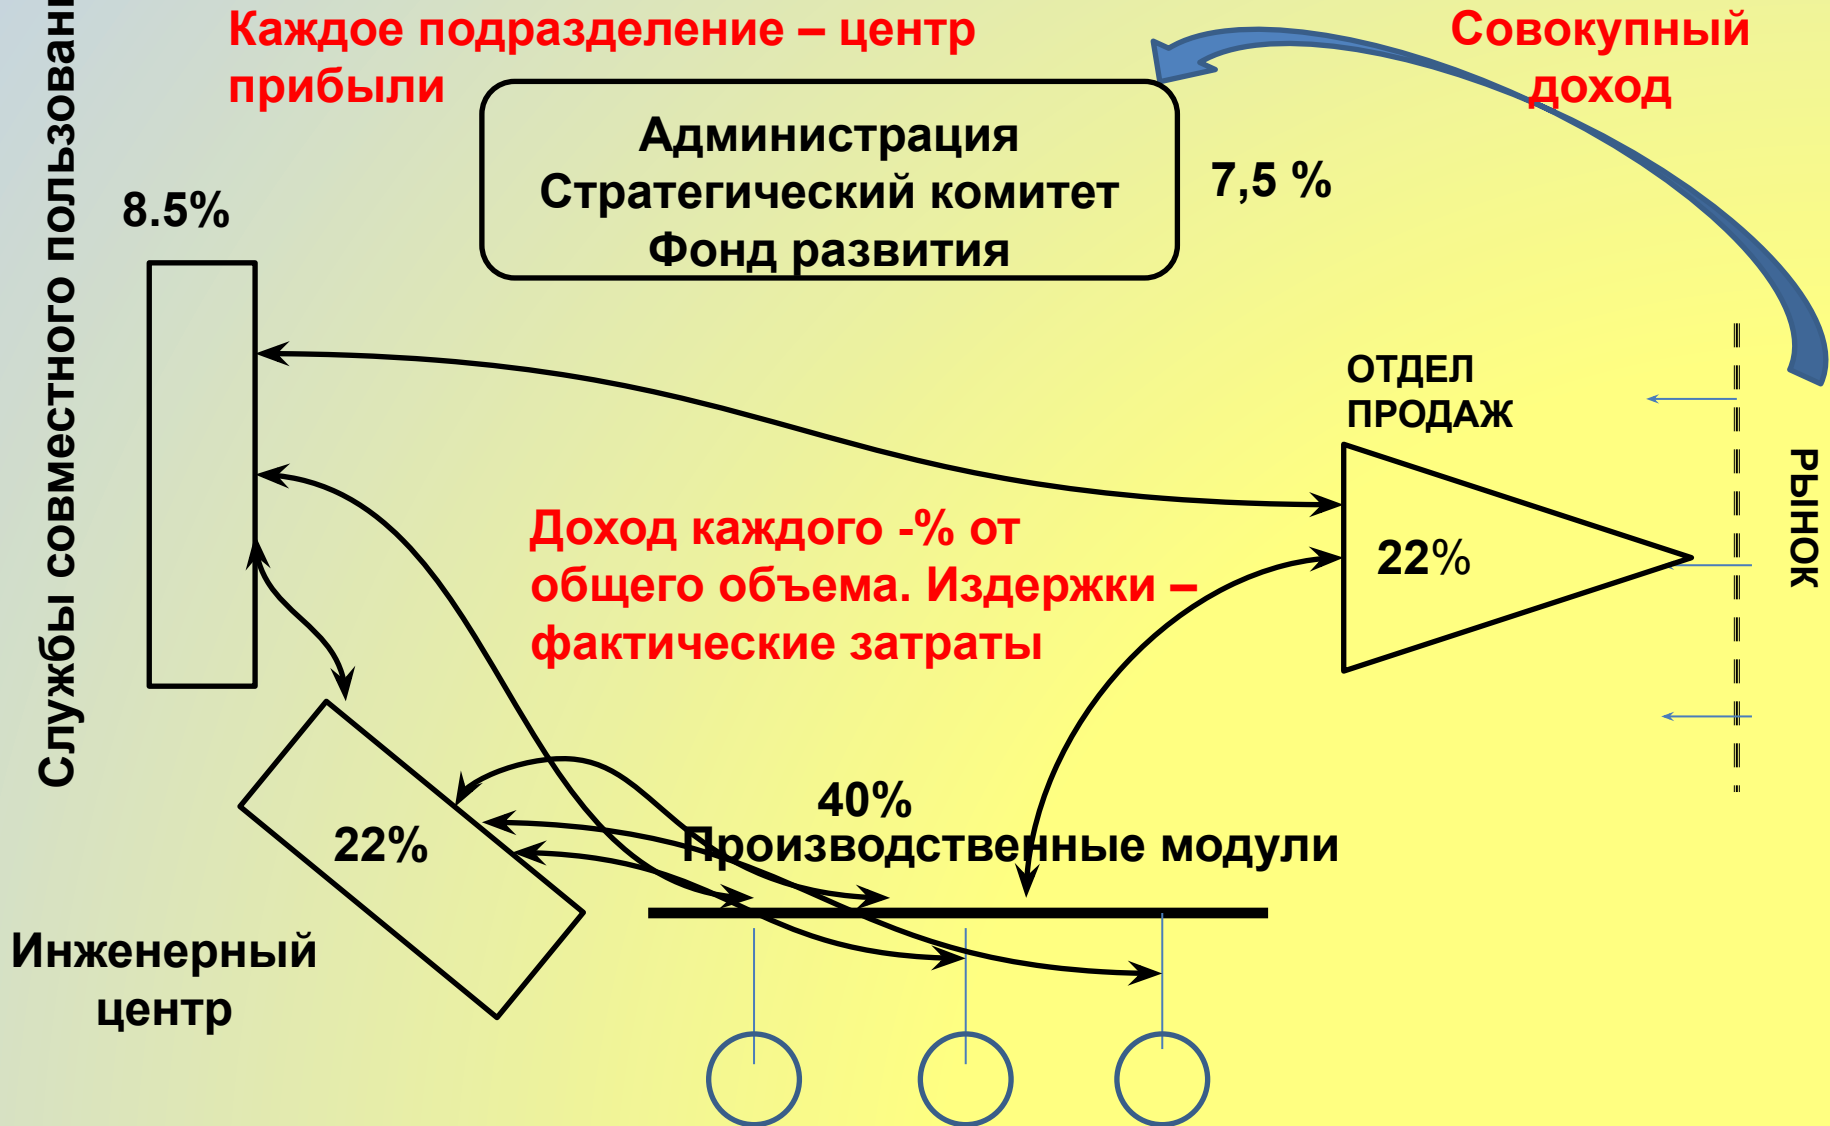 Каждое подразделение – центр
прибыли
Совокупный
доход
Администрация
Стратегический комитет
Фонд развития
7,5 %
8.5%
Службы совместного
ОТДЕЛ
ПРОДАЖ
22%
РЫНОК
Доход каждого -% от
общего объема. Издержки –
фактические затраты
40%
Производственные модули
22%
Инженерный
центр